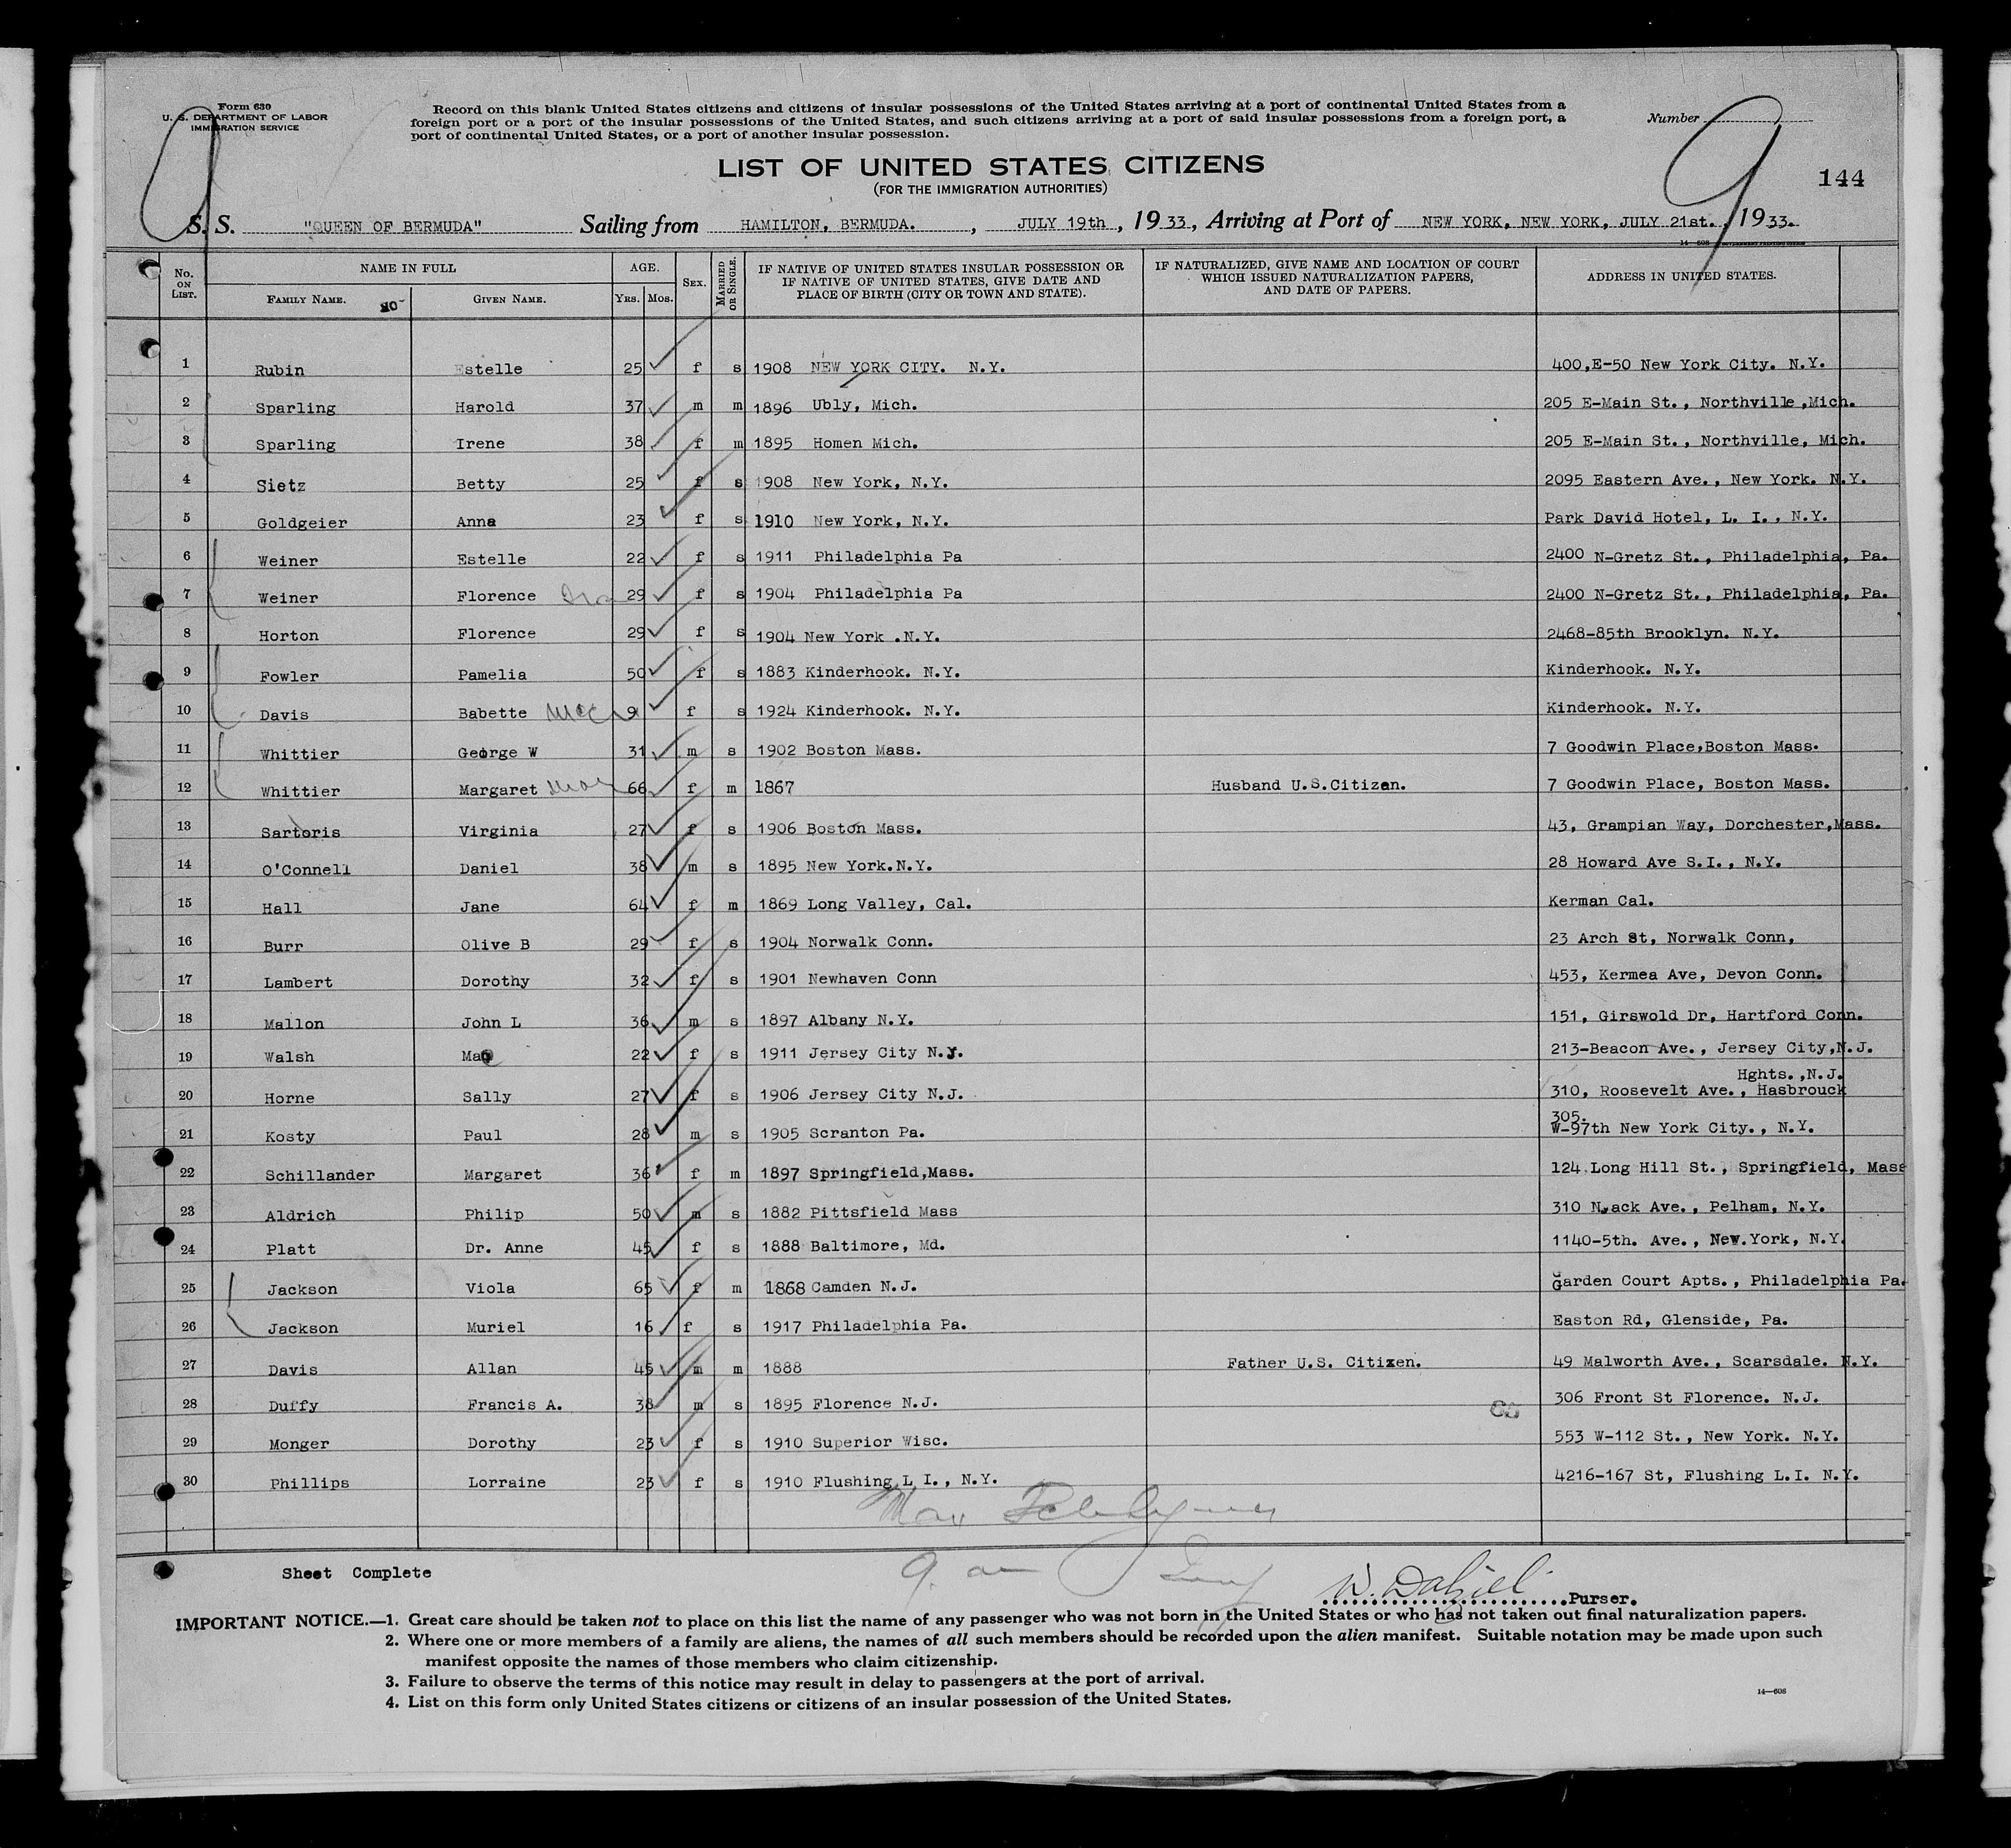 Form 630
U. S. DEPARTMENT OF LABOR
IMMIGRATION SERVICE
Record on this blank United States citizens and citizens of insular possessions of the United States arriving at a port of continental United States from a
foreign port or a port of the insular possessions of the United States, and such citizens arriving at a port of said insular possessions from a foreign port, a
port of continental United States, or a port of another insular possession.
Number
9 9
LIST OF UNITED STATES CITIZENS
(FOR THE IMMIGRATION AUTHORITIES)
144
S. S. "QUEEN OF BERMUDA" Sailing from HAMILTON, BERMUDA. , JULY 19th , 1933, Arriving at Port of NEW YORK, NEW YORK, JULY 21st. , 1933.
14—608
No. ON LIST. NAME IN FULL AGE. SEX. MARRIED OR SINGLE. IF NATIVE OF UNITED STATES INSULAR POSSESSION OR IF NATIVE OF UNITED STATES, GIVE DATE AND PLACE OF BIRTH (CITY OR TOWN AND STATE). IF NATURALIZED, GIVE NAME AND LOCATION OF COURT WHICH ISSUED NATURALIZATION PAPERS, AND DATE OF PAPERS. ADDRESS IN UNITED STATES.
FAMILY NAME. GIVEN NAME. YRS. MOS.
1 Rubin Estelle 25 f s 1908 NEW YORK CITY. N.Y. 400,E-50 New York City. N.Y.
2 Sparling Harold 37 m m 1896 Ubly, Mich. 205 E-Main St., Northville,Mich.
3 Sparling Irene 38 f m 1895 Homen Mich. 205 E-Main St., Northville, Mich.
4 Sietz Betty 25 f s 1908 New York, N.Y. 2095 Eastern Ave., New York. N.Y.
5 Goldgeier Anna 23 f s 1910 New York, N.Y. Park David Hotel, L. I., N.Y.
6 Weiner Estelle 22 f s 1911 Philadelphia Pa 2400 N-Gretz St., Philadelphia, Pa.
7 Weiner Florence 29 f s 1904 Philadelphia Pa 2400 N-Gretz St., Philadelphia, Pa.
8 Horton Florence 29 f s 1904 New York .N.Y. 2468-85th Brooklyn. N.Y.
9 Fowler Pamelia 50 f s 1883 Kinderhook. N.Y. Kinderhook. N.Y.
10 Davis Babette 9 f s 1924 Kinderhook. N.Y. Kinderhook. N.Y.
11 Whittier George W 31 m s 1902 Boston Mass. 7 Goodwin Place,Boston Mass.
12 Whittier Margaret 66 f m 1867 Husband U.S.Citizen. 7 Goodwin Place, Boston Mass.
13 Sartoris Virginia 27 f s 1906 Boston Mass. 43, Grampian Way, Dorchester,Mass.
14 O'Connell Daniel 38 m s 1895 New York.N.Y. 28 Howard Ave S.I., N.Y.
15 Hall Jane 64 f m 1869 Long Valley, Cal. Kerman Cal.
16 Burr Olive B 29 f s 1904 Norwalk Conn. 23 Arch St, Norwalk Conn,
17 Lambert Dorothy 32 f s 1901 Newhaven Conn 453, Kermea Ave, Devon Conn.
18 Mallon John L 36 m s 1897 Albany N.Y. 151, Girswold Dr, Hartford Conn.
19 Walsh Mae 22 f s 1911 Jersey City N.J. 213-Beacon Ave., Jersey City,N.J.
Hghts.,N.J.
20 Horne Sally 27 f s 1906 Jersey City N.J. 310, Roosevelt Ave., Hasbrouck
305.
21 Kosty Paul 28 m s 1905 Scranton Pa. W-97th New York City., N.Y.
22 Schillander Margaret 36 f m 1897 Springfield,Mass. 124 Long Hill St., Springfield, Mass
23 Aldrich Philip 50 m s 1882 Pittsfield Mass 310 N.ack Ave., Pelham, N.Y.
24 Platt Dr. Anne 45 f s 1888 Baltimore, Md. 1140-5th. Ave., New.York, N.Y.
25 Jackson Viola 65 f m 1868 Camden N.J. Garden Court Apts., Philadelphia Pa.
26 Jackson Muriel 16 f s 1917 Philadelphia Pa. Easton Rd, Glenside, Pa.
27 Davis Allan 45 m m 1888 Father U.S. Citizen. 49 Malworth Ave., Scarsdale. N.Y.
28 Duffy Francis A. 38 m s 1895 Florence N.J. 306 Front St Florence. N.J.
29 Monger Dorothy 23 f s 1910 Superior Wisc. 553 W-112 St., New York. N.Y.
30 Phillips Lorraine 23 f s 1910 Flushing,L I., N.Y. 4216-167 St, Flushing L.I. N.Y.
Sheet Complete
Purser.
IMPORTANT NOTICE.—1. Great care should be taken not to place on this list the name of any passenger who was not born in the United States or who has not taken out final naturalization papers.
2. Where one or more members of a family are aliens, the names of all such members should be recorded upon the alien manifest. Suitable notation may be made upon such
manifest opposite the names of those members who claim citizenship.
3. Failure to observe the terms of this notice may result in delay to passengers at the port of arrival.
4. List on this form only United States citizens or citizens of an insular possession of the United States.
14—608